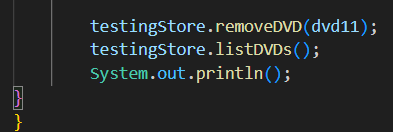 testingStore.removeDVD(dvd11);
testingStore.listDVDs();
System.out.println();
}
}